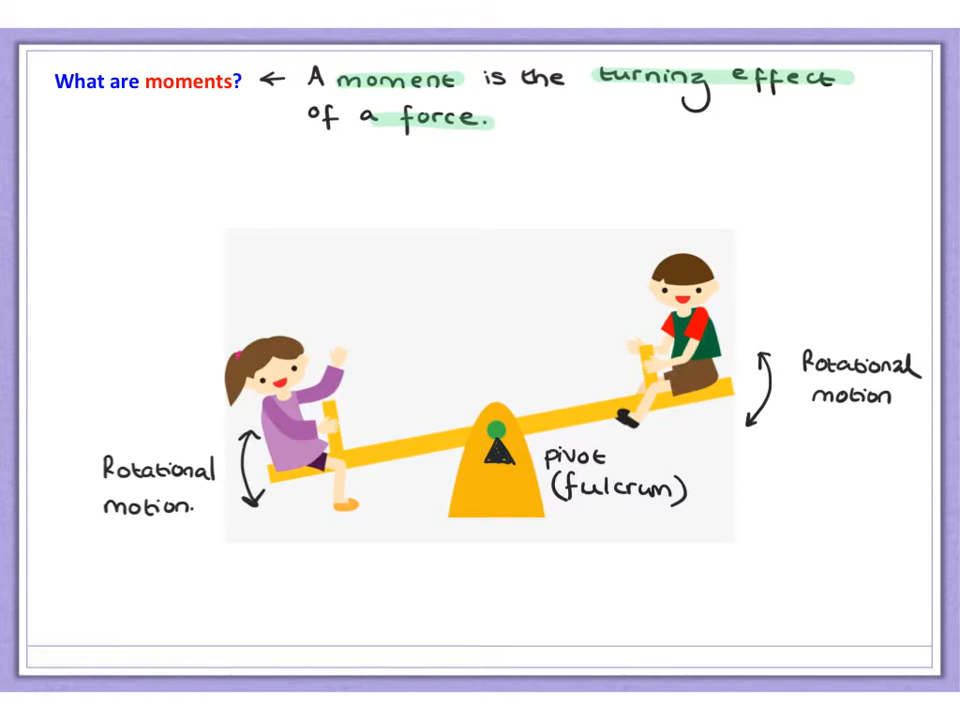 What are moments? ← A moment is the turning effect
of a force.
Rotational
motion
pivot
(fulcrum)
Rotational
motion.